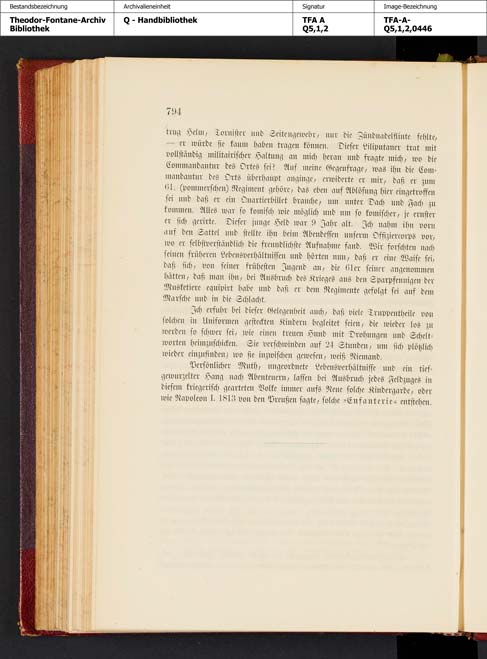 Bestandsbezeichnung
Archivalieneinheit
Signatur
Image-Bezeichnung
Theodor-Fontane-Archiv
Bibliothek
Q - Handbibliothek
TFA A
Q5,1,2
TFA-A-
Q5,1,2,0446
794
trug Helm, Tornister und Seitengewehr, nur die Zündnadelflinte fehlte,
— er würde sie kaum haben tragen können. Dieser Liliputaner trat mit
vollständig militairischer Haltung an mich heran und fragte mich, wo die
Commandantur des Ortes sei? Auf meine Gegenfrage, was ihn die Com-
mandantur des Orts überhaupt anginge, erwiderte er mir, daß er zum
61. (pommerschen) Regiment gehöre, das eben auf Ablösung hier eingetroffen
sei und daß er ein Quartierbillet brauche, um unter Dach und Fach zu
kommen. Alles war so komisch wie möglich und um so komischer, je ernster
er sich gerirte. Dieser junge Held war 9 Jahr alt. Ich nahm ihn vorn
auf den Sattel und stellte ihn beim Abendessen unserm Offiziercorps vor,
wo er selbstverständlich die freundlichste Aufnahme fand. Wir forschten nach
seinen früheren Lebensverhältnissen und hörten nun, daß er eine Waise sei,
daß sich, von seiner frühesten Jugend an, die 61er seiner angenommen
hätten, daß man ihn, bei Ausbruch des Krieges aus den Sparpfennigen der
Musketiere equipirt habe und daß er dem Regimente gefolgt sei auf dem
Marsche und in die Schlacht.
Ich erfuhr bei dieser Gelegenheit auch, daß viele Truppentheile von
solchen in Uniformen gesteckten Kindern begleitet seien, die wieder los zu
werden so schwer sei, wie einen treuen Hund mit Drohungen und Schelt-
worten heimzuschicken. Sie verschwinden auf 24 Stunden, um sich plötzlich
wieder einzufinden; wo sie inzwischen gewesen, weiß Niemand.
Persönlicher Muth, ungeordnete Lebensverhältnisse und ein tief-
gewurzelter Hang nach Abenteuern, lassen bei Ausbruch jedes Feldzuges in
diesem kriegerisch gearteten Volke immer aufs Neue solche Kindergarde, oder
wie Napoleon I. 1813 von den Preußen sagte, solche »Enfanterie« entstehen.